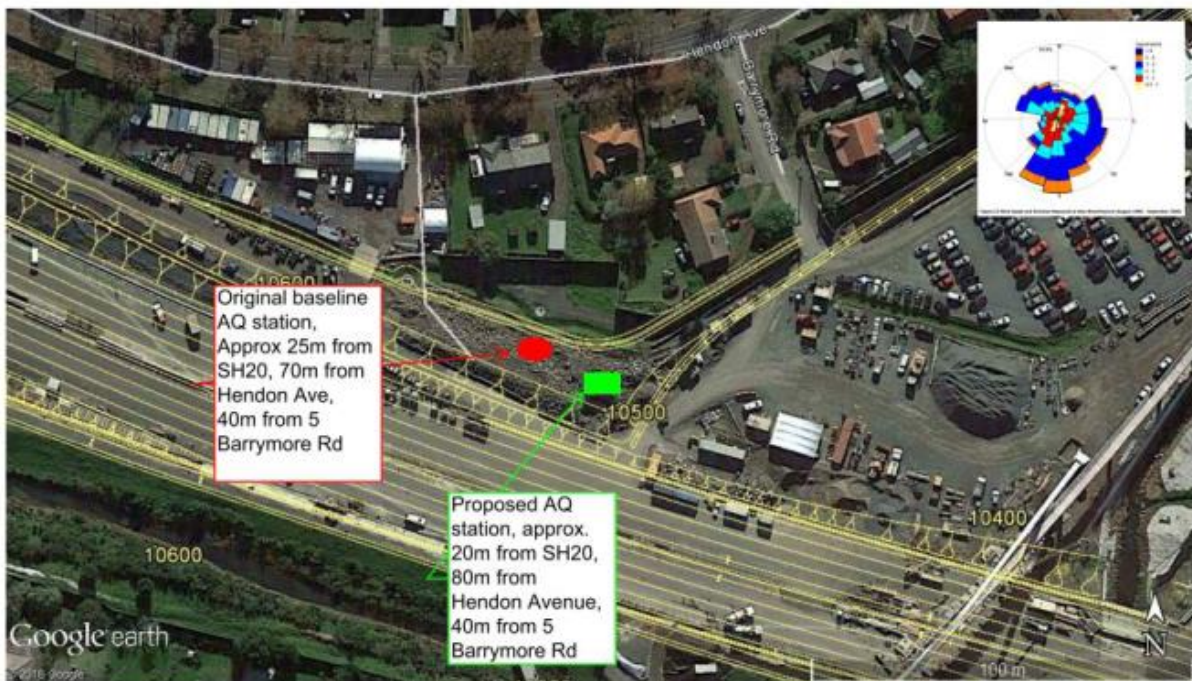 Hendon Ave
Barrymore Rd
10600
Original baseline
AQ station,
Approx 25m from
SH20, 70m from
Hendon Ave,
40m from 5
Barrymore Rd
10500
Proposed AQ
station, approx.
20m from SH20,
80m from
Hendon Avenue,
40m from 5
Barrymore Rd
10400
10600
Google earth
© 2016 Google
N
100 m